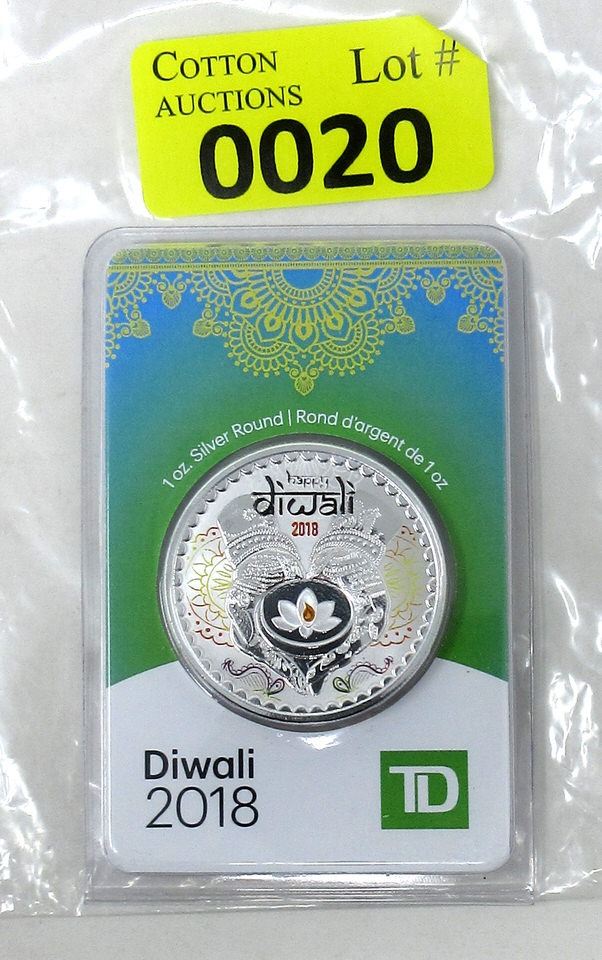 COTTON
AUCTIONS
Lot #
0020
1 oz. Silver Round | Rond d'argent de 1 oz
happy
diwali
2018
Diwali
2018
TD